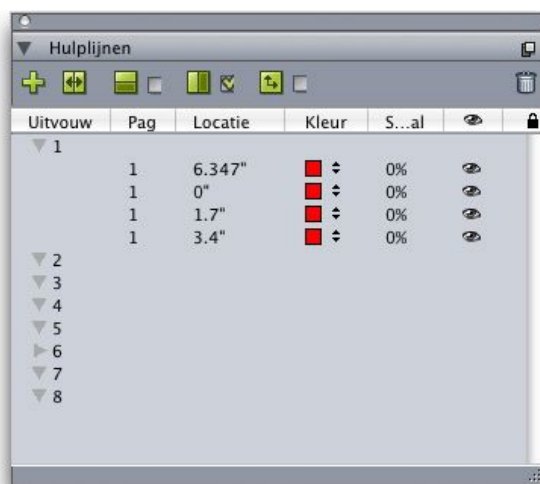 Hulplijnen
Uitvouw Pag Locatie Kleur S...al
1
1 6.347" 0%
1 0" 0%
1 1.7" 0%
1 3.4" 0%
2
3
4
5
6
7
8